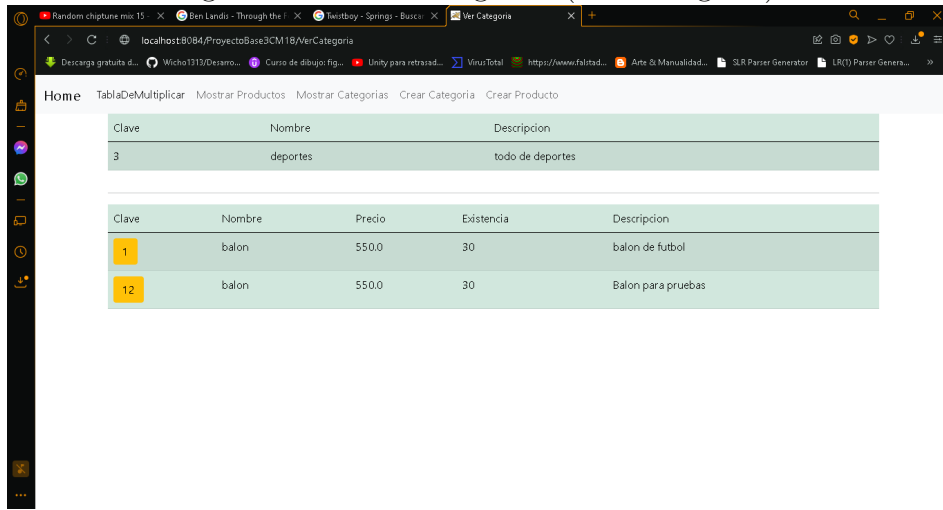 Random chiptune mix 15 - Ben Landis - Through the F Twistboy - Springs - Buscar Ver Categoria
localhost:8084/ProyectoBase3CM18/VerCategoria
Descarga gratuita d... Wicho1313/Desarro... Curso de dibujo: fig... Unity para retrasad... VirusTotal https://www.falstad... Arte & Manualidad... SLR Parser Generator LR(1) Parser Genera... »
Home TablaDeMultiplicar Mostrar Productos Mostrar Categorias Crear Categoria Crear Producto
Clave Nombre Descripcion
3 deportes todo de deportes
Clave Nombre Precio Existencia Descripcion
1 balon 550.0 30 balon de futbol
12 balon 550.0 30 Balon para pruebas